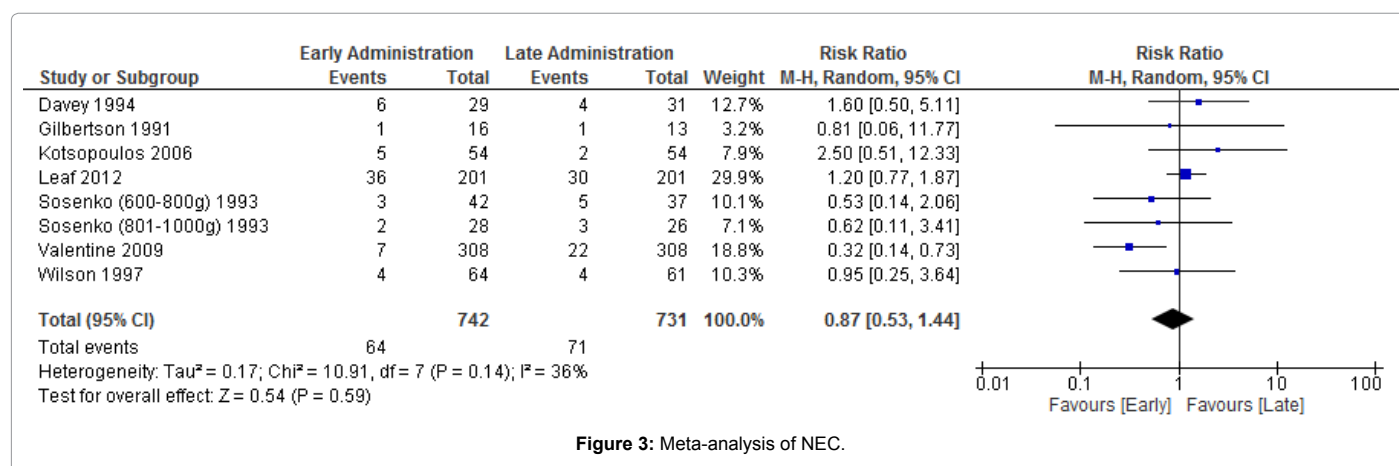 Early Administration Late Administration Risk Ratio Risk Ratio
Study or Subgroup Events Total Events Total Weight M-H, Random, 95% CI M-H, Random, 95% CI
Davey 1994 6 29 4 31 12.7% 1.60 [0.50, 5.11]
Gilbertson 1991 1 16 1 13 3.2% 0.81 [0.06, 11.77]
Kotsopoulos 2006 5 54 2 54 7.9% 2.50 [0.51, 12.33]
Leaf 2012 36 201 30 201 29.9% 1.20 [0.77, 1.87]
Sosenko (600-800g) 1993 3 42 5 37 10.1% 0.53 [0.14, 2.06]
Sosenko (801-1000g) 1993 2 28 3 26 7.1% 0.62 [0.11, 3.41]
Valentine 2009 7 308 22 308 18.8% 0.32 [0.14, 0.73]
Wilson 1997 4 64 4 61 10.3% 0.95 [0.25, 3.64]
Total (95% CI) 742 731 100.0% 0.87 [0.53, 1.44]
Total events 64 71
Heterogeneity: Tau² = 0.17; Chi² = 10.91, df = 7 (P = 0.14); I² = 36%
Test for overall effect: Z = 0.54 (P = 0.59)
0.01 0.1 1 10 100
Favours [Early] Favours [Late]
Figure 3: Meta-analysis of NEC.